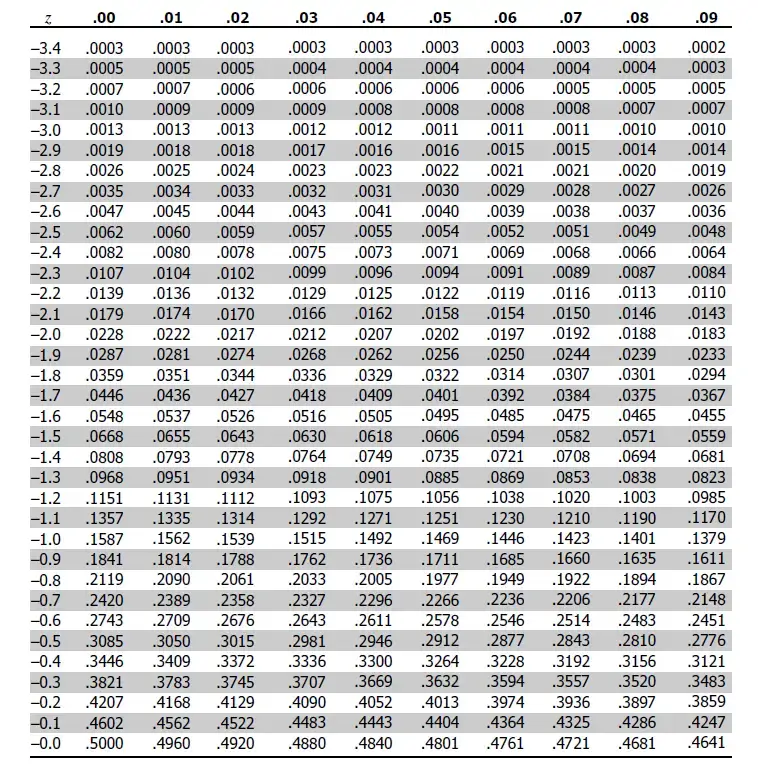 z .00 .01 .02 .03 .04 .05 .06 .07 .08 .09
–3.4 .0003 .0003 .0003 .0003 .0003 .0003 .0003 .0003 .0003 .0002
–3.3 .0005 .0005 .0005 .0004 .0004 .0004 .0004 .0004 .0004 .0003
–3.2 .0007 .0007 .0006 .0006 .0006 .0006 .0006 .0005 .0005 .0005
–3.1 .0010 .0009 .0009 .0009 .0008 .0008 .0008 .0008 .0007 .0007
–3.0 .0013 .0013 .0013 .0012 .0012 .0011 .0011 .0011 .0010 .0010
–2.9 .0019 .0018 .0018 .0017 .0016 .0016 .0015 .0015 .0014 .0014
–2.8 .0026 .0025 .0024 .0023 .0023 .0022 .0021 .0021 .0020 .0019
–2.7 .0035 .0034 .0033 .0032 .0031 .0030 .0029 .0028 .0027 .0026
–2.6 .0047 .0045 .0044 .0043 .0041 .0040 .0039 .0038 .0037 .0036
–2.5 .0062 .0060 .0059 .0057 .0055 .0054 .0052 .0051 .0049 .0048
–2.4 .0082 .0080 .0078 .0075 .0073 .0071 .0069 .0068 .0066 .0064
–2.3 .0107 .0104 .0102 .0099 .0096 .0094 .0091 .0089 .0087 .0084
–2.2 .0139 .0136 .0132 .0129 .0125 .0122 .0119 .0116 .0113 .0110
–2.1 .0179 .0174 .0170 .0166 .0162 .0158 .0154 .0150 .0146 .0143
–2.0 .0228 .0222 .0217 .0212 .0207 .0202 .0197 .0192 .0188 .0183
–1.9 .0287 .0281 .0274 .0268 .0262 .0256 .0250 .0244 .0239 .0233
–1.8 .0359 .0351 .0344 .0336 .0329 .0322 .0314 .0307 .0301 .0294
–1.7 .0446 .0436 .0427 .0418 .0409 .0401 .0392 .0384 .0375 .0367
–1.6 .0548 .0537 .0526 .0516 .0505 .0495 .0485 .0475 .0465 .0455
–1.5 .0668 .0655 .0643 .0630 .0618 .0606 .0594 .0582 .0571 .0559
–1.4 .0808 .0793 .0778 .0764 .0749 .0735 .0721 .0708 .0694 .0681
–1.3 .0968 .0951 .0934 .0918 .0901 .0885 .0869 .0853 .0838 .0823
–1.2 .1151 .1131 .1112 .1093 .1075 .1056 .1038 .1020 .1003 .0985
–1.1 .1357 .1335 .1314 .1292 .1271 .1251 .1230 .1210 .1190 .1170
–1.0 .1587 .1562 .1539 .1515 .1492 .1469 .1446 .1423 .1401 .1379
–0.9 .1841 .1814 .1788 .1762 .1736 .1711 .1685 .1660 .1635 .1611
–0.8 .2119 .2090 .2061 .2033 .2005 .1977 .1949 .1922 .1894 .1867
–0.7 .2420 .2389 .2358 .2327 .2296 .2266 .2236 .2206 .2177 .2148
–0.6 .2743 .2709 .2676 .2643 .2611 .2578 .2546 .2514 .2483 .2451
–0.5 .3085 .3050 .3015 .2981 .2946 .2912 .2877 .2843 .2810 .2776
–0.4 .3446 .3409 .3372 .3336 .3300 .3264 .3228 .3192 .3156 .3121
–0.3 .3821 .3783 .3745 .3707 .3669 .3632 .3594 .3557 .3520 .3483
–0.2 .4207 .4168 .4129 .4090 .4052 .4013 .3974 .3936 .3897 .3859
–0.1 .4602 .4562 .4522 .4483 .4443 .4404 .4364 .4325 .4286 .4247
–0.0 .5000 .4960 .4920 .4880 .4840 .4801 .4761 .4721 .4681 .4641